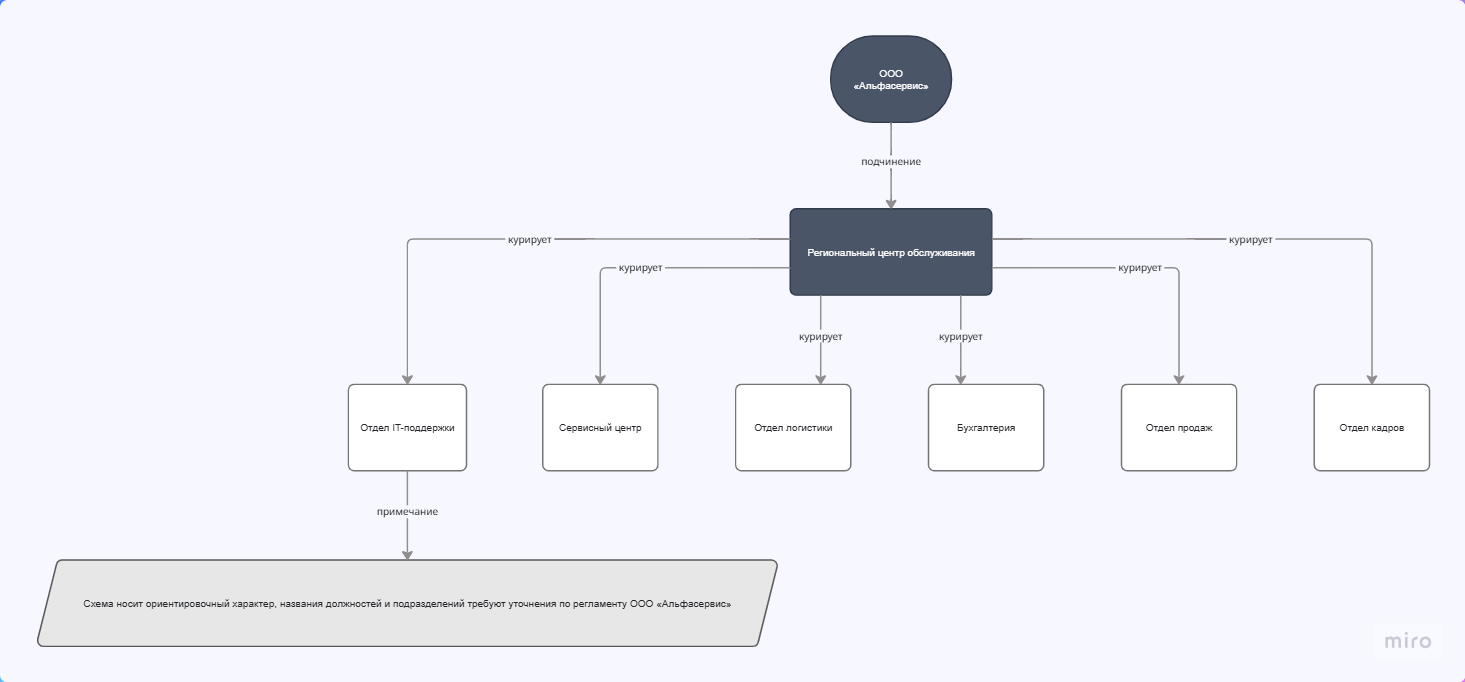 ООО
«Альфасервис»
подчинение
Региональный центр обслуживания
курирует
курирует
курирует
курирует
курирует
курирует
Отдел IT-поддержки
Сервисный центр
Отдел логистики
Бухгалтерия
Отдел продаж
Отдел кадров
примечание
Схема носит ориентировочный характер, названия должностей и подразделений требуют уточнения по регламенту ООО «Альфасервис»
miro